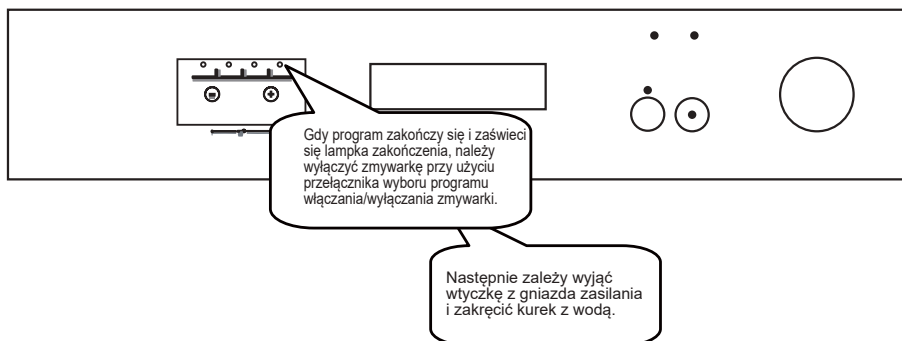 Gdy program zakończy się i zaświeci
się lampka zakończenia, należy
wyłączyć zmywarkę przy użyciu
przełącznika wyboru programu
włączania/wyłączania zmywarki.
Następnie zależy wyjąć
wtyczkę z gniazda zasilania
i zakręcić kurek z wodą.